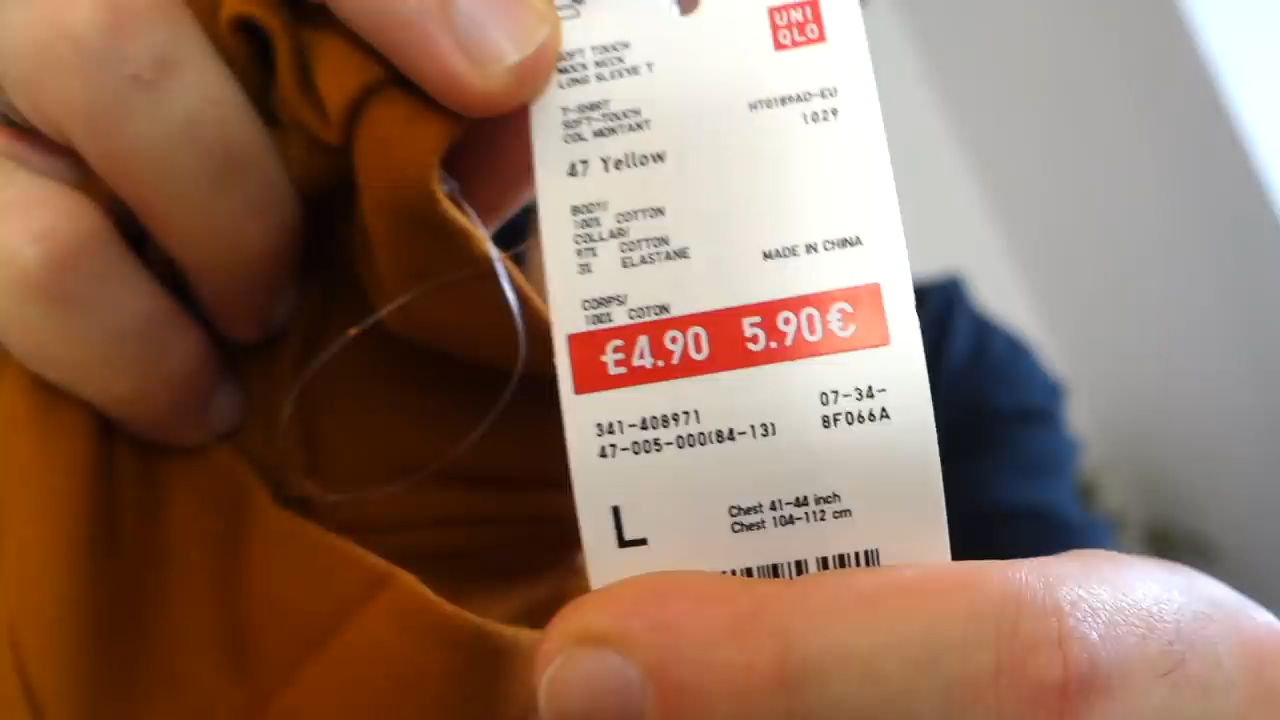 UNI
QLO
SOFT TOUCH
MOCK NECK
LONG SLEEVE T
T-SHIRT
SOFT-TOUCH
COL MONTANT
HT0189AO-EU
1029
47 Yellow
BODY/
100% COTTON
COLLAR/
97% COTTON
3% ELASTANE
MADE IN CHINA
CORPS/
100% COTON
£4.90 5.90€
341-408971
47-005-000(84-13)
07-34-
8F066A
L
Chest 41-44 inch
Chest 104-112 cm